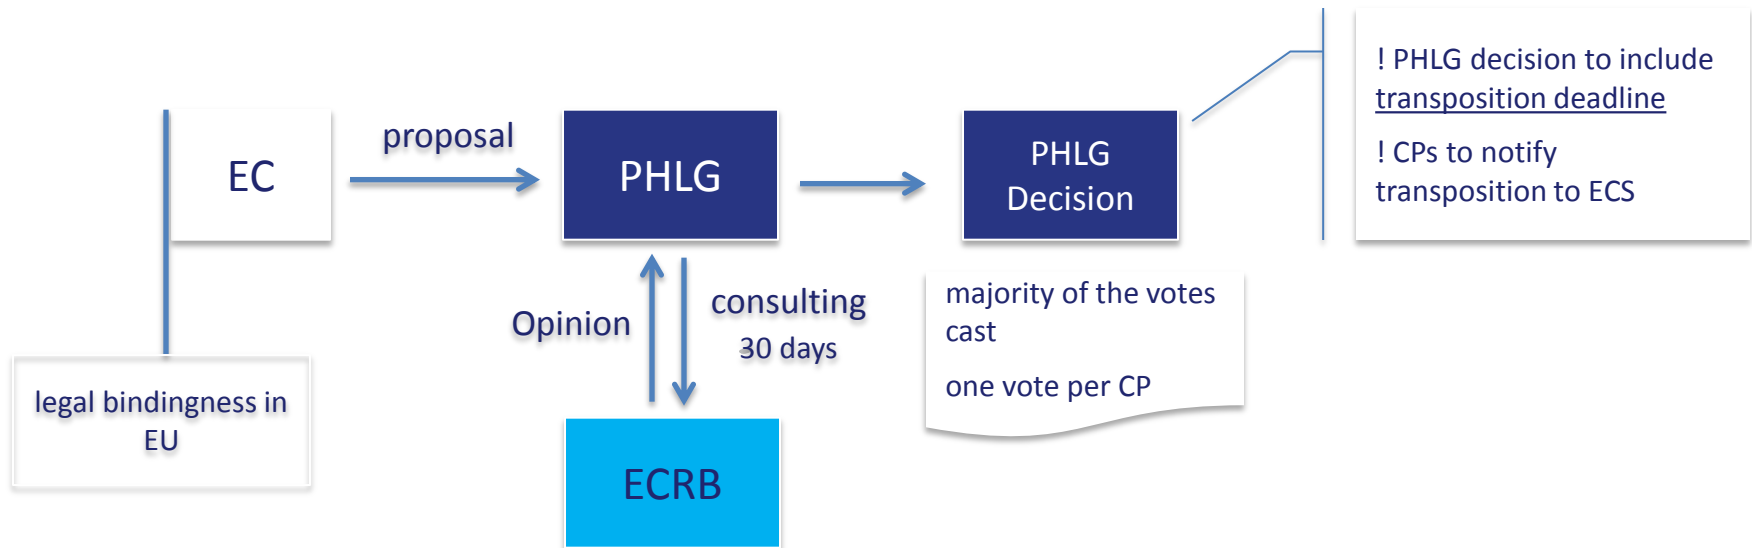 EC
legal bindingness in
EU
proposal
PHLG
Opinion
consulting
30 days
ECRB
PHLG
Decision
majority of the votes
cast
one vote per CP
! PHLG decision to include
transposition deadline
! CPs to notify
transposition to ECS